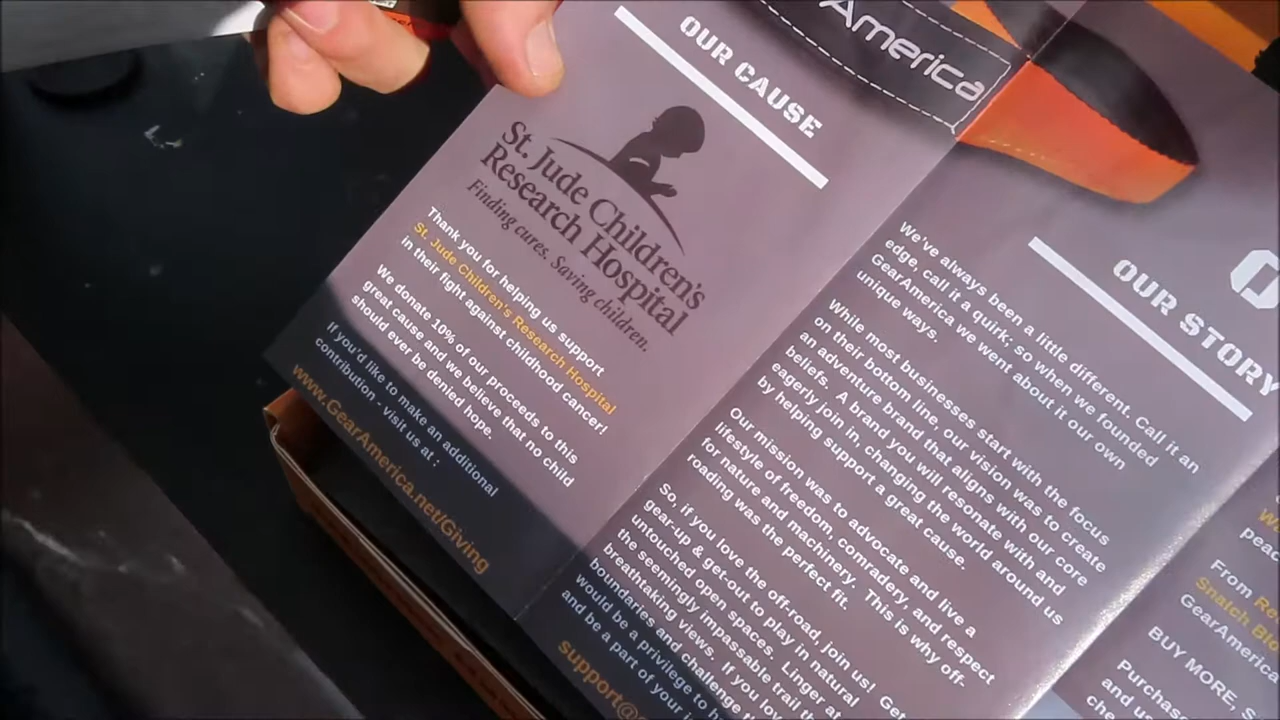 OUR CAUSE
St. Jude Children's
Research Hospital
Finding cures. Saving children.
Thank you for helping us support
St. Jude Children's Research Hospital
in their fight against childhood cancer!
We donate 10% of our proceeds to this
great cause and we believe that no child
should ever be denied hope.
If you'd like to make an additional
contribution - visit us at :
www.GearAmerica.net/Giving
America
OUR STORY
We've always been a little different. Call it an
edge, call it a quirk; so when we founded
GearAmerica we went about it our own
unique ways.
While most businesses start with the focus
on their bottom line, our vision was to create
an adventure brand that aligns with our core
beliefs. A brand you will resonate with and
eagerly join in, changing the world around us
by helping support a great cause.
Our mission was to advocate and live a
lifestyle of freedom, comradery, and respect
for nature and machinery. This is why off-
roading was the perfect fit.
So, if you love the off-road, join us! Get
gear-up & get-out to play in natural
untouched open spaces. Linger at
the seemingly impassable trail
breathtaking views. If you
boundaries and challenge
would be a privilege to
and be a part of your
support@
From
Snatch
GearAmerica
BUY MORE,
Purchase
and